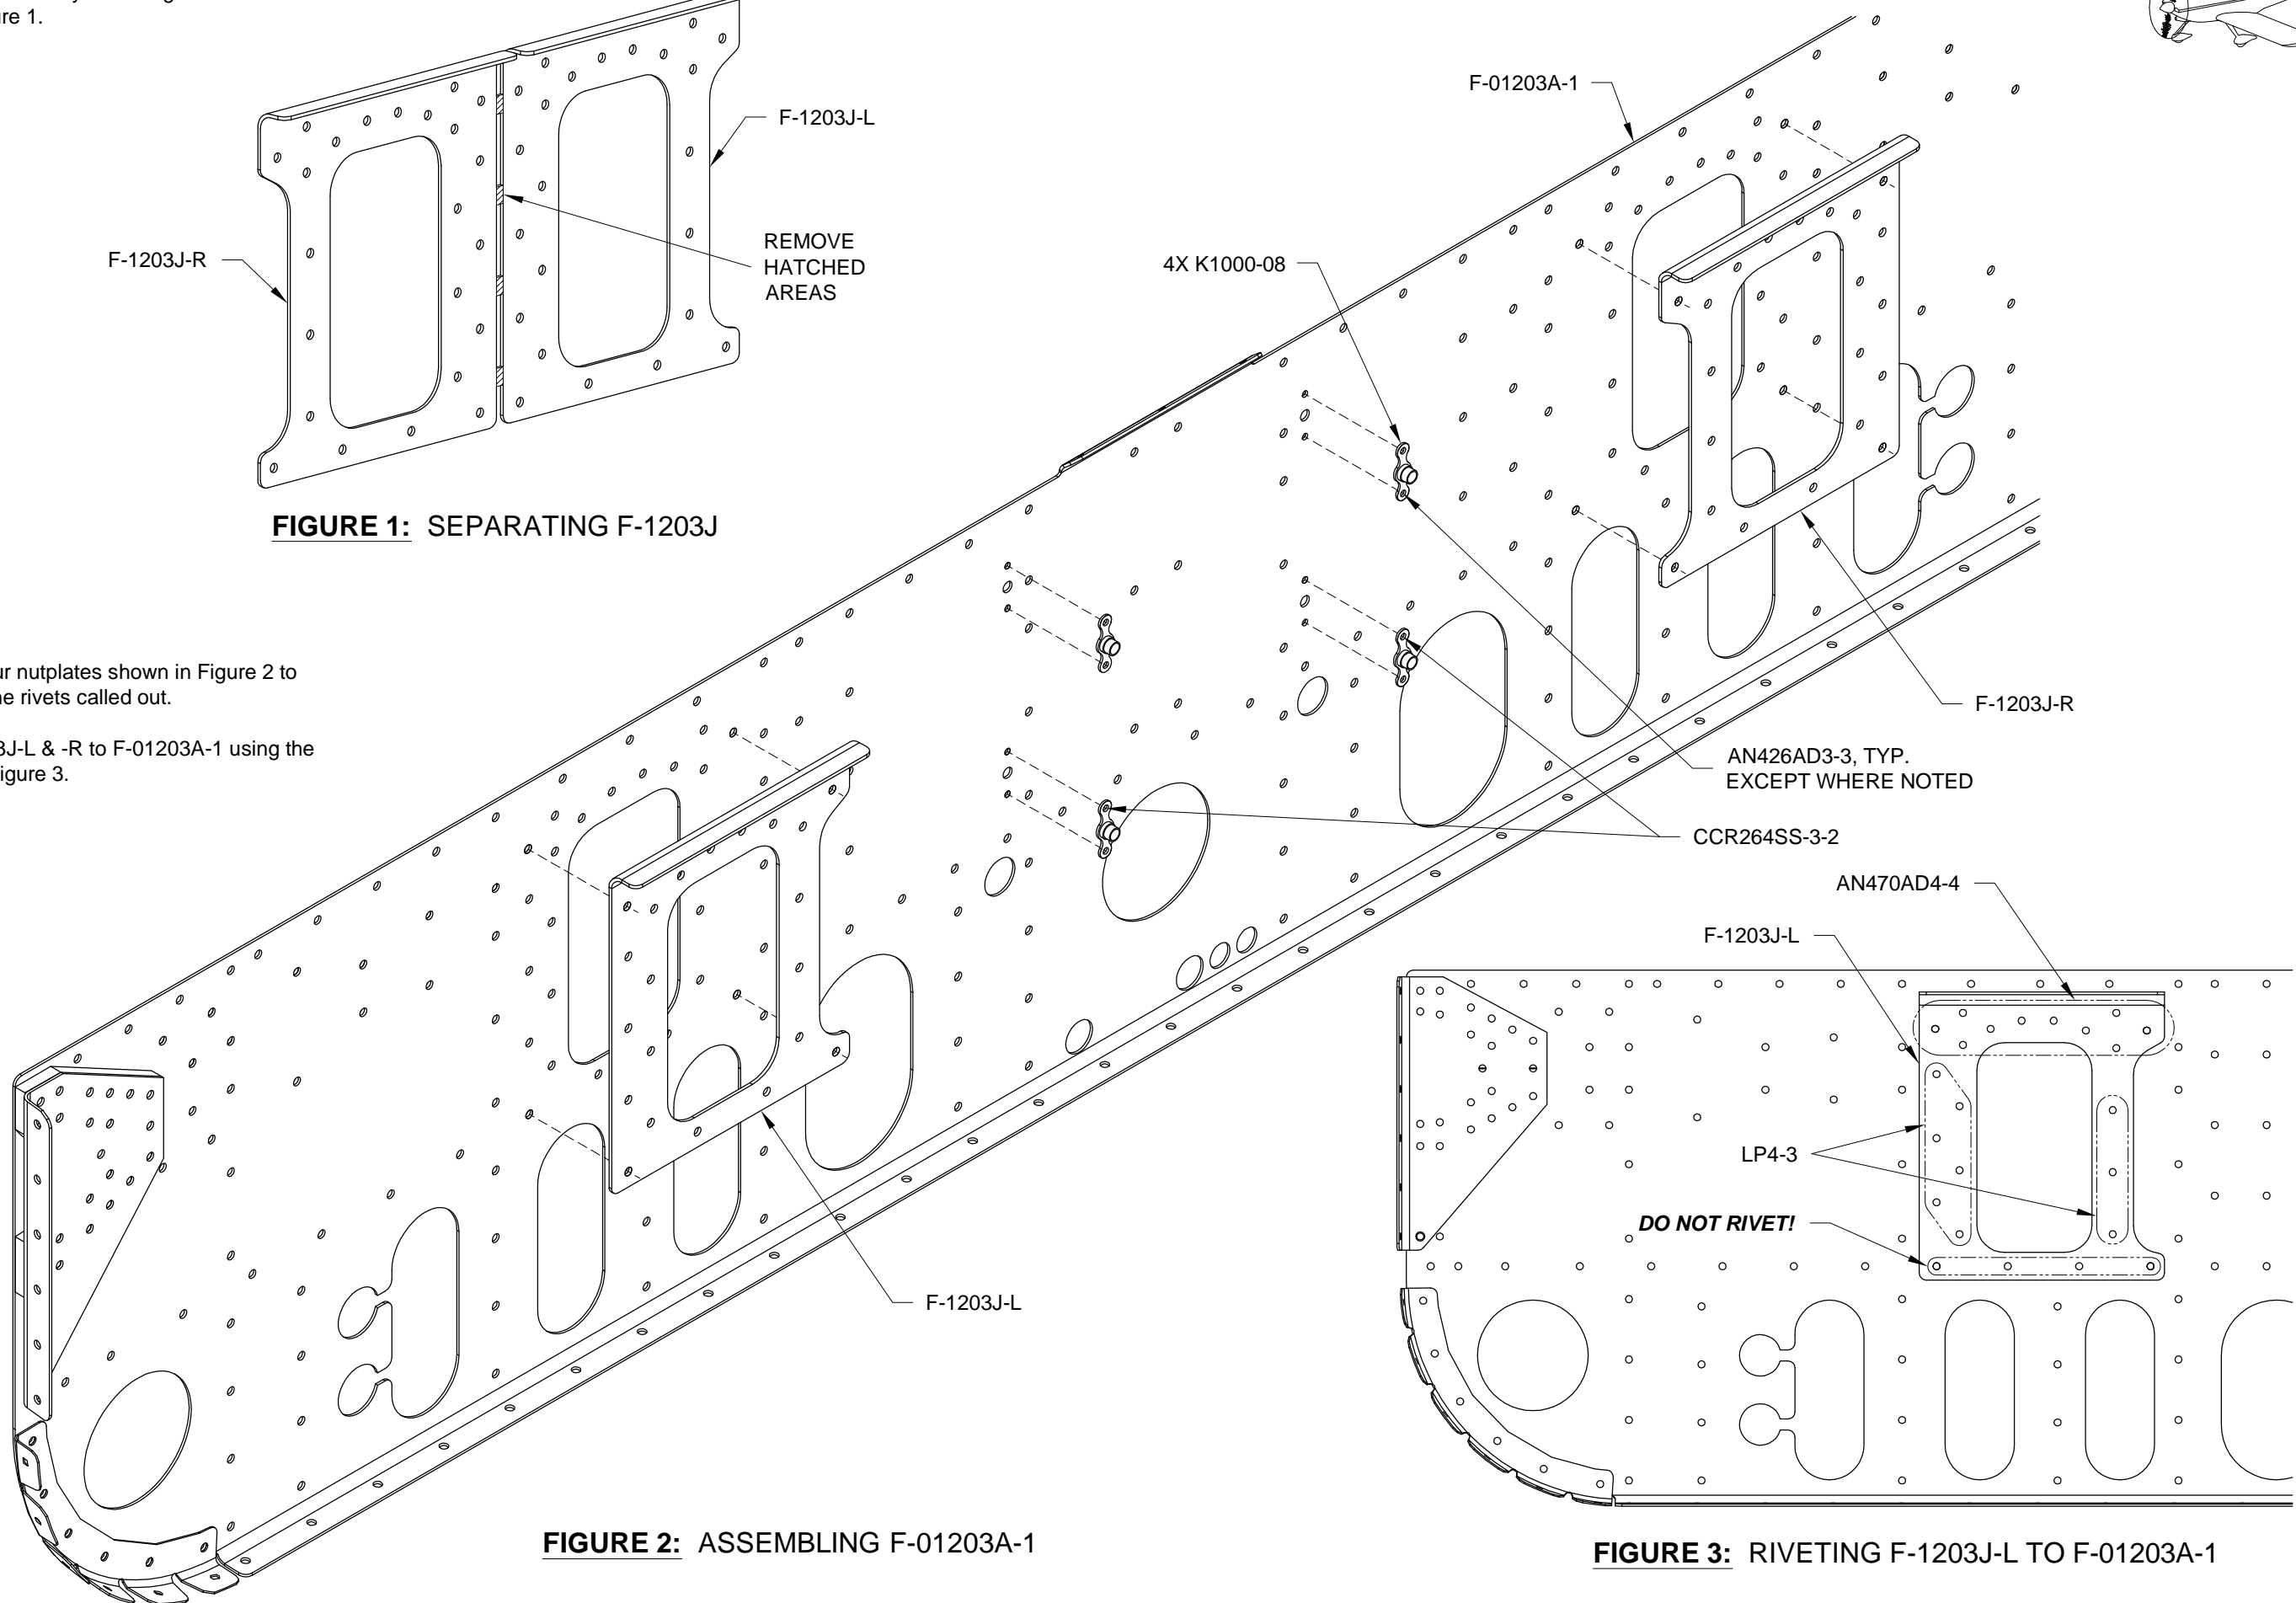 ure 1.
F-1203J-R
F-1203J-L
REMOVE
HATCHED
AREAS
FIGURE 1: SEPARATING F-1203J
ur nutplates shown in Figure 2 to
ne rivets called out.
3J-L & -R to F-01203A-1 using the
igure 3.
F-01203A-1
4X K1000-08
F-1203J-R
AN426AD3-3, TYP.
EXCEPT WHERE NOTED
CCR264SS-3-2
F-1203J-L
FIGURE 2: ASSEMBLING F-01203A-1
AN470AD4-4
F-1203J-L
LP4-3
DO NOT RIVET!
FIGURE 3: RIVETING F-1203J-L TO F-01203A-1